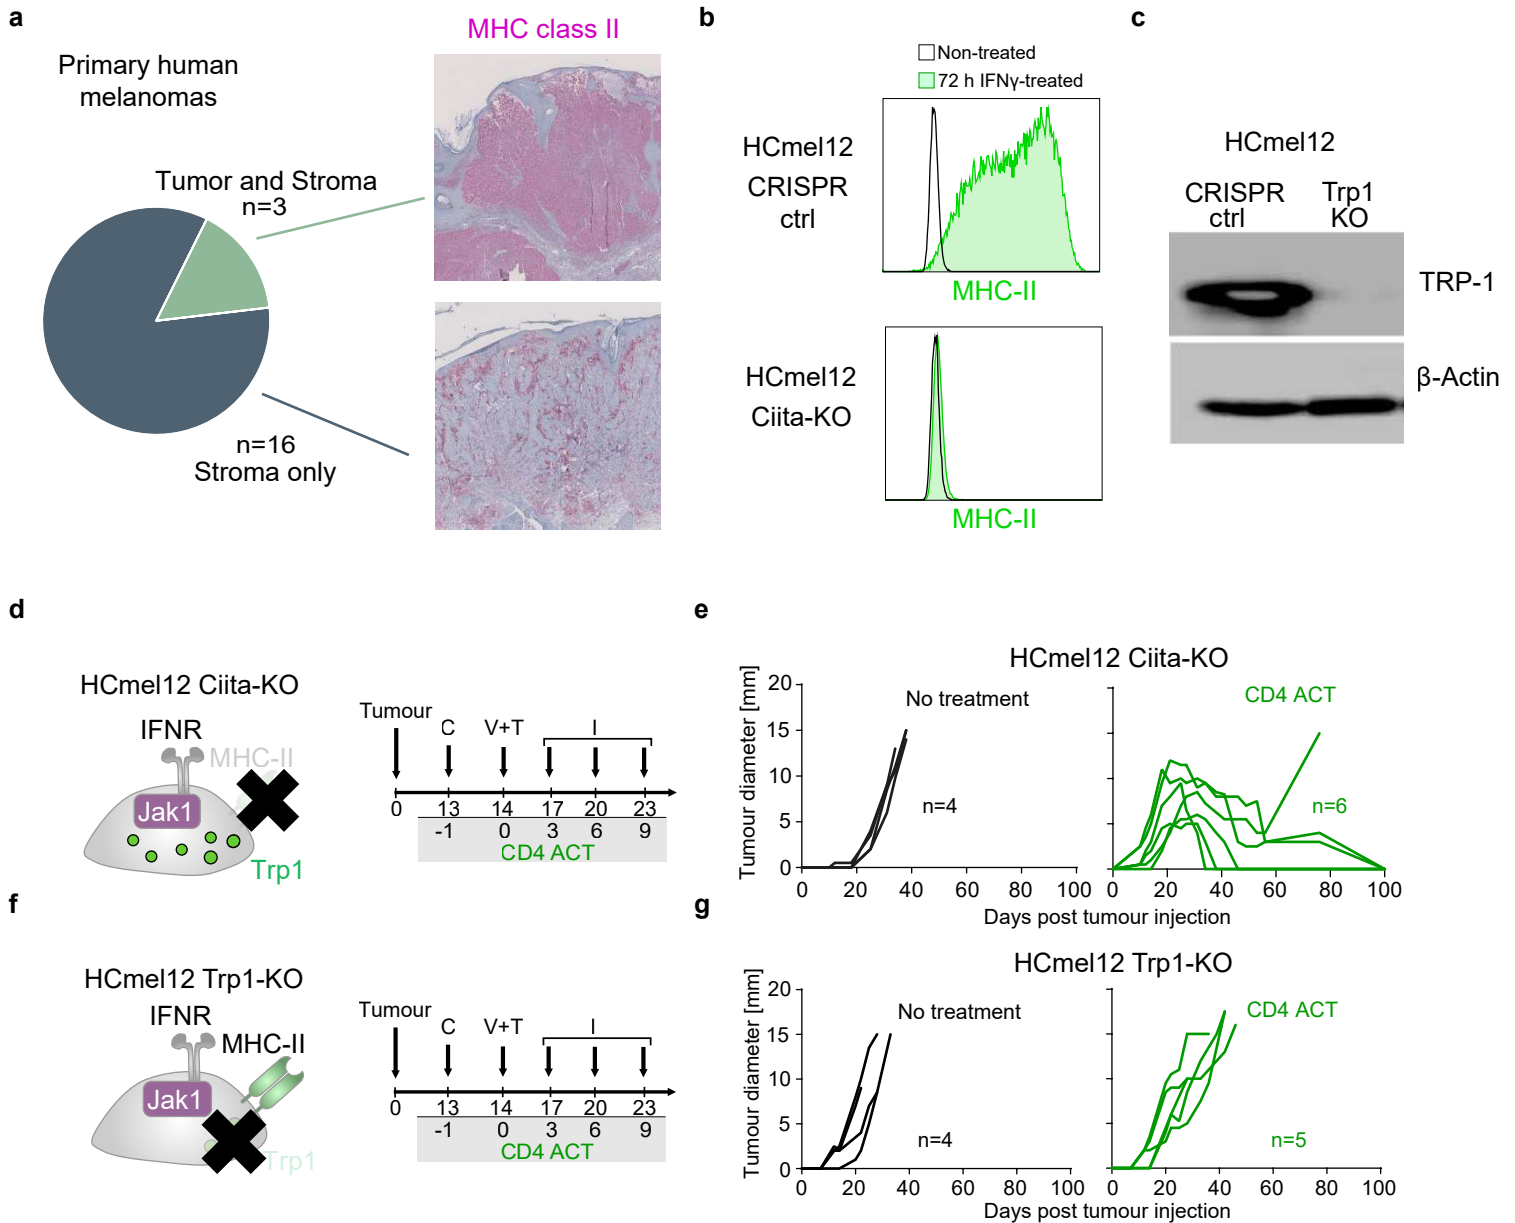 a
MHC class II
Primary human
melanomas
Tumor and Stroma
n=3
n=16
Stroma only
b
Non-treated
72 h IFNγ-treated
HCmel12
CRISPR
ctrl
MHC-II
HCmel12
Ciita-KO
MHC-II
c
HCmel12
CRISPR
ctrl
Trp1
KO
TRP-1
β-Actin
d
HCmel12 Ciita-KO
IFNR
MHC-II
Jak1
Trp1
Tumour
C V+T I
0 13 14 17 20 23
-1 0 3 6 9
CD4 ACT
e
HCmel12 Ciita-KO
Tumour diameter [mm]
20
15
10
5
0
No treatment
n=4
0 20 40 60 80 100
CD4 ACT
n=6
0 20 40 60 80 100
Days post tumour injection
f
HCmel12 Trp1-KO
IFNR
MHC-II
Jak1
Trp1
Tumour
C V+T I
0 13 14 17 20 23
-1 0 3 6 9
CD4 ACT
g
HCmel12 Trp1-KO
Tumour diameter [mm]
20
15
10
5
0
No treatment
n=4
0 20 40 60 80 100
CD4 ACT
n=5
0 20 40 60 80 100
Days post tumour injection